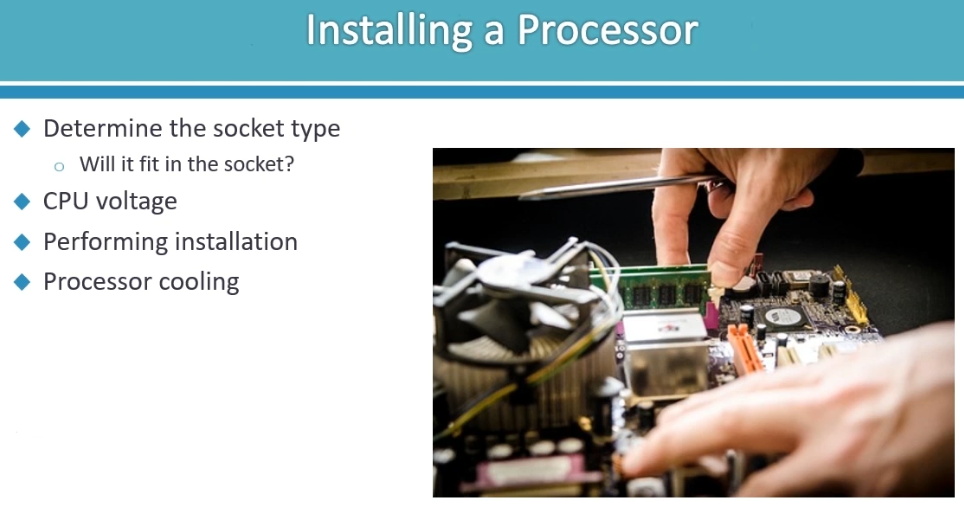 Installing a Processor
Determine the socket type
Will it fit in the socket?
CPU voltage
Performing installation
Processor cooling